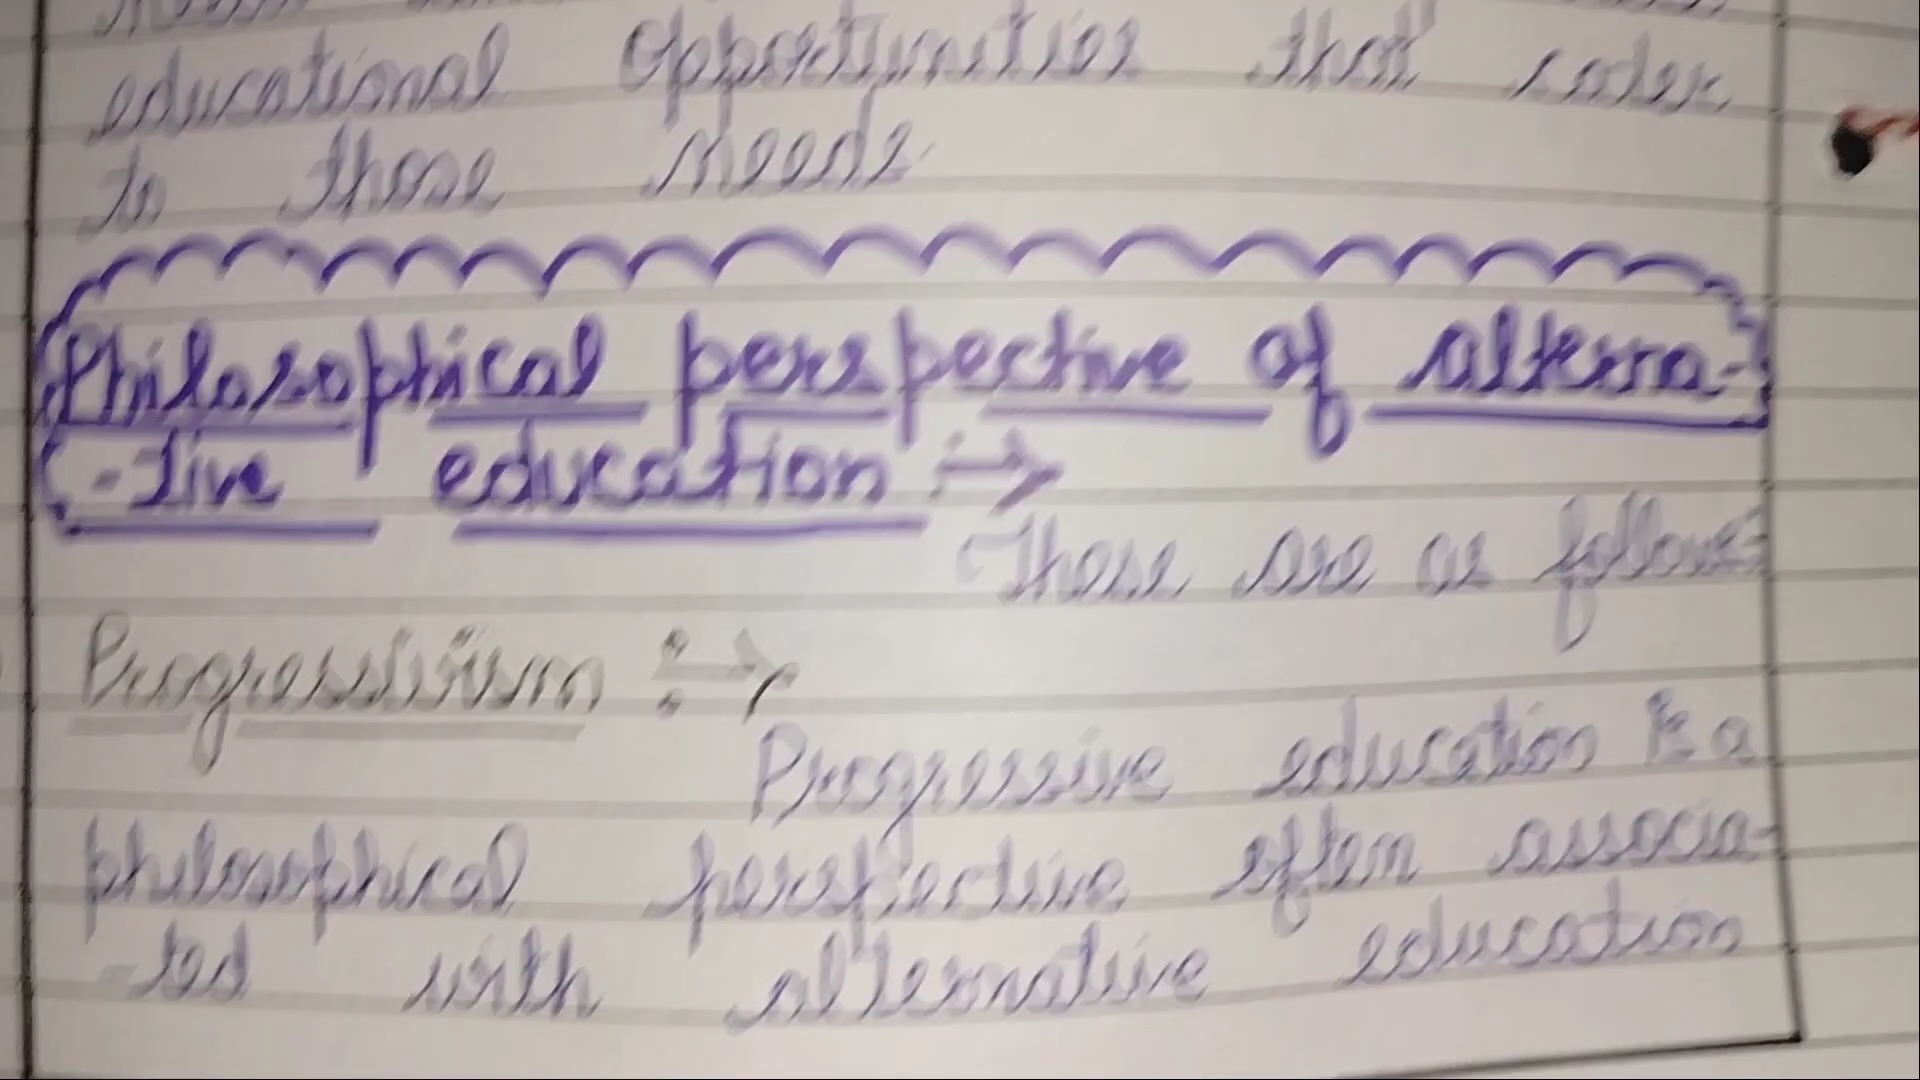 educational opportunities that cater
to those needs.
Philosophical perspective of alterna-
-tive education :→
These are as follows:
Progressivism :→
Progressive education is a
philosophical perspective often associa-
-ted with alternative education